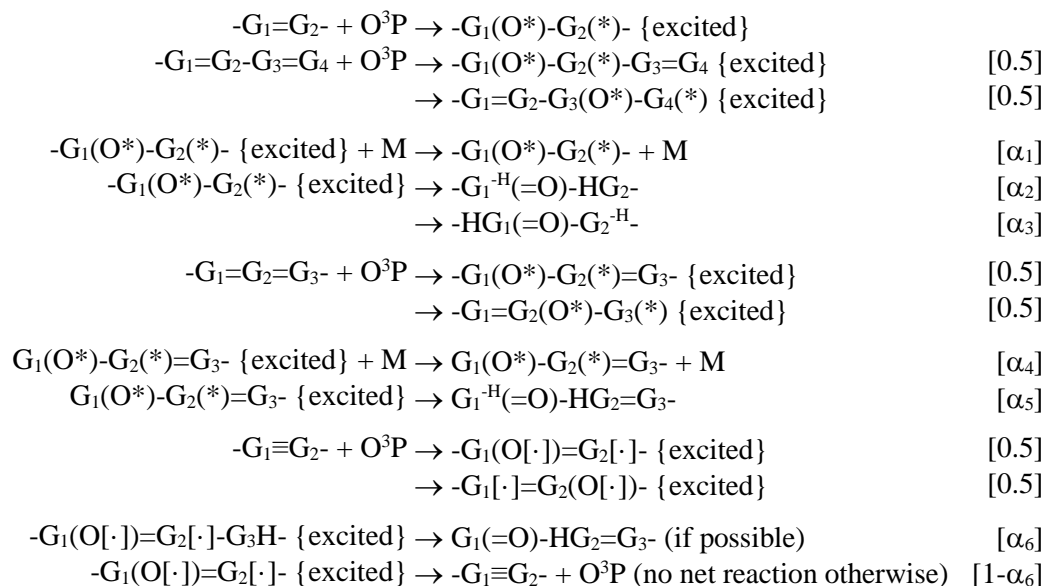 -G₁=G₂- + O³P → -G₁(O*)-G₂(*)- {excited}
-G₁=G₂-G₃=G₄ + O³P → -G₁(O*)-G₂(*)-G₃=G₄ {excited} [0.5]
→ -G₁=G₂-G₃(O*)-G₄(*) {excited} [0.5]
-G₁(O*)-G₂(*)- {excited} + M → -G₁(O*)-G₂(*)- + M [α₁]
-G₁(O*)-G₂(*)- {excited} → -G₁⁻ᴴ(=O)-HG₂- [α₂]
→ -HG₁(=O)-G₂⁻ᴴ- [α₃]
-G₁=G₂=G₃- + O³P → -G₁(O*)-G₂(*)=G₃- {excited} [0.5]
→ -G₁=G₂(O*)-G₃(*) {excited} [0.5]
G₁(O*)-G₂(*)=G₃- {excited} + M → G₁(O*)-G₂(*)=G₃- + M [α₄]
G₁(O*)-G₂(*)=G₃- {excited} → G₁⁻ᴴ(=O)-HG₂=G₃- [α₅]
-G₁≡G₂- + O³P → -G₁(O[·])=G₂[·]- {excited} [0.5]
→ -G₁[·]=G₂(O[·])- {excited} [0.5]
-G₁(O[·])=G₂[·]-G₃H- {excited} → G₁(=O)-HG₂=G₃- (if possible) [α₆]
-G₁(O[·])=G₂[·]- {excited} → -G₁≡G₂- + O³P (no net reaction otherwise) [1-α₆]